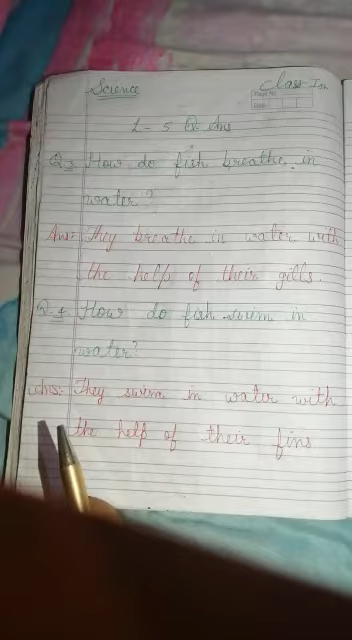 Science
Class-Ist
Page No.
Date
L-5 Q. Ans
Q.3 How do fish breathe in
water?
Ans:- They breathe in water with
the help of their gills.
Q.4 How do fish swim in
water?
Ans:- They swim in water with
the help of their fins